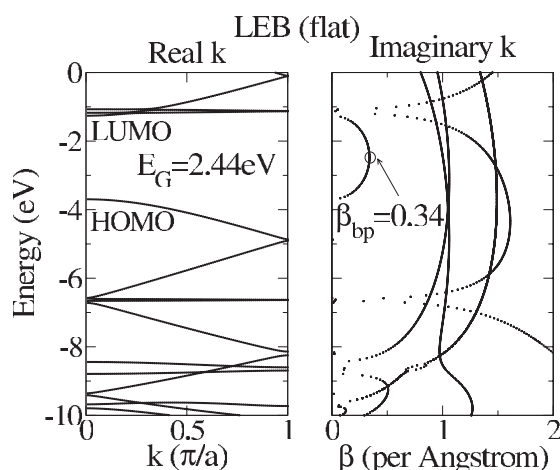 LEB (flat)
Real k
Imaginary k
0
-2
-4
-6
-8
-10
Energy (eV)
LUMO
E_G=2.44eV
HOMO
β_bp=0.34
0
0.5
1
0
1
2
k (π/a)
β (per Angstrom)